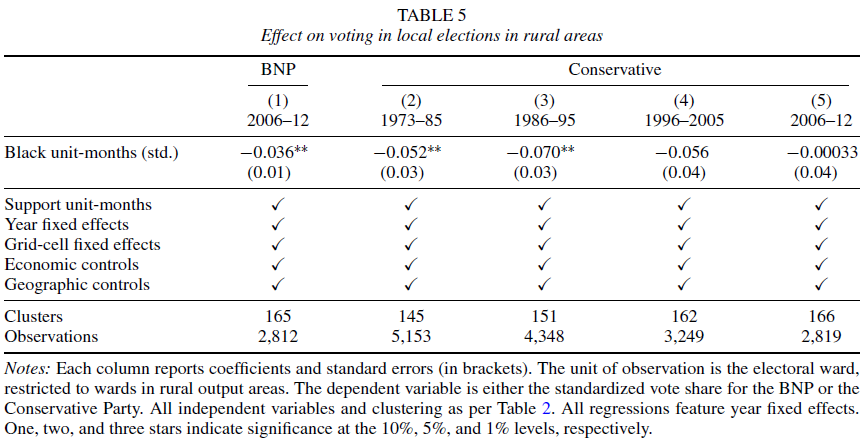 TABLE 5
Effect on voting in local elections in rural areas
BNP Conservative
(1) (2) (3) (4) (5)
2006–12 1973–85 1986–95 1996–2005 2006–12
Black unit-months (std.) −0.036** −0.052** −0.070** −0.056 −0.00033
(0.01) (0.03) (0.03) (0.04) (0.04)
Support unit-months ✓ ✓ ✓ ✓ ✓
Year fixed effects ✓ ✓ ✓ ✓ ✓
Grid-cell fixed effects ✓ ✓ ✓ ✓ ✓
Economic controls ✓ ✓ ✓ ✓ ✓
Geographic controls ✓ ✓ ✓ ✓ ✓
Clusters 165 145 151 162 166
Observations 2,812 5,153 4,348 3,249 2,819
Notes: Each column reports coefficients and standard errors (in brackets). The unit of observation is the electoral ward,
restricted to wards in rural output areas. The dependent variable is either the standardized vote share for the BNP or the
Conservative Party. All independent variables and clustering as per Table 2. All regressions feature year fixed effects.
One, two, and three stars indicate significance at the 10%, 5%, and 1% levels, respectively.